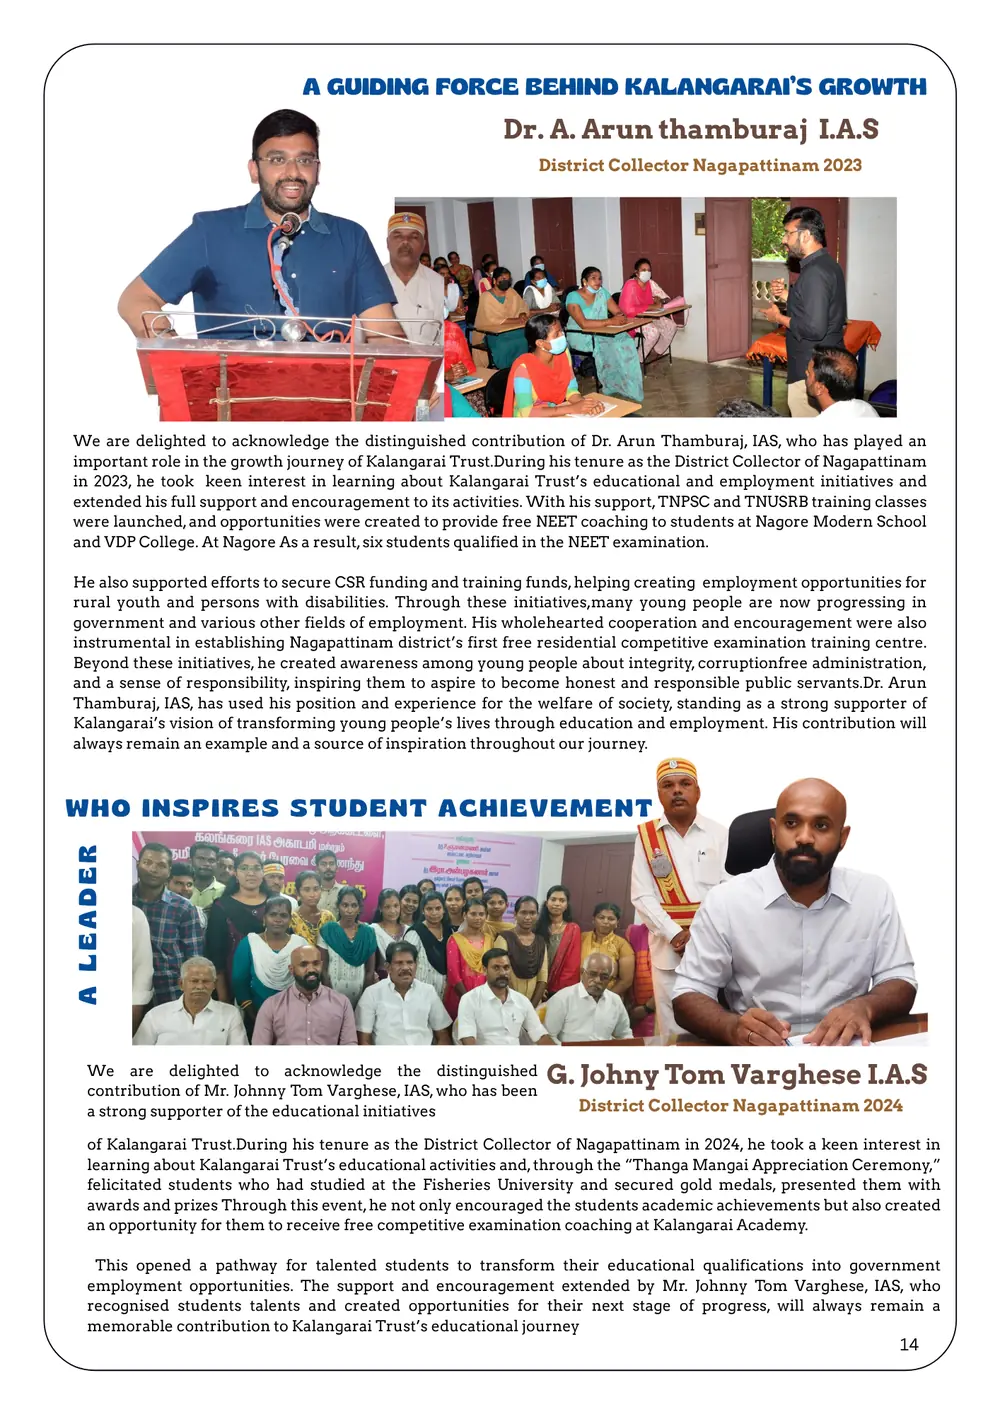 A GUIDING FORCE BEHIND KALANGARAI'S GROWTH
Dr. A. Arun thamburaj I.A.S
District Collector Nagapattinam 2023
We are delighted to acknowledge the distinguished contribution of Dr. Arun Thamburaj, IAS, who has played an
important role in the growth journey of Kalangarai Trust.During his tenure as the District Collector of Nagapattinam
in 2023, he took keen interest in learning about Kalangarai Trust's educational and employment initiatives and
extended his full support and encouragement to its activities. With his support, TNPSC and TNUSRB training classes
were launched, and opportunities were created to provide free NEET coaching to students at Nagore Modern School
and VDP College. At Nagore As a result, six students qualified in the NEET examination.
He also supported efforts to secure CSR funding and training funds, helping creating employment opportunities for
rural youth and persons with disabilities. Through these initiatives,many young people are now progressing in
government and various other fields of employment. His wholehearted cooperation and encouragement were also
instrumental in establishing Nagapattinam district's first free residential competitive examination training centre.
Beyond these initiatives, he created awareness among young people about integrity, corruptionfree administration,
and a sense of responsibility, inspiring them to aspire to become honest and responsible public servants.Dr. Arun
Thamburaj, IAS, has used his position and experience for the welfare of society, standing as a strong supporter of
Kalangarai's vision of transforming young people's lives through education and employment. His contribution will
always remain an example and a source of inspiration throughout our journey.
A LEADER
WHO INSPIRES STUDENT ACHIEVEMENT
கலங்கரை IAS அகாடமி மற்றும்
G. Johny Tom Varghese I.A.S
District Collector Nagapattinam 2024
We are delighted to acknowledge the distinguished
contribution of Mr. Johnny Tom Varghese, IAS, who has been
a strong supporter of the educational initiatives
of Kalangarai Trust.During his tenure as the District Collector of Nagapattinam in 2024, he took a keen interest in
learning about Kalangarai Trust's educational activities and, through the “Thanga Mangai Appreciation Ceremony,”
felicitated students who had studied at the Fisheries University and secured gold medals, presented them with
awards and prizes Through this event, he not only encouraged the students academic achievements but also created
an opportunity for them to receive free competitive examination coaching at Kalangarai Academy.
This opened a pathway for talented students to transform their educational qualifications into government
employment opportunities. The support and encouragement extended by Mr. Johnny Tom Varghese, IAS, who
recognised students talents and created opportunities for their next stage of progress, will always remain a
memorable contribution to Kalangarai Trust's educational journey
14